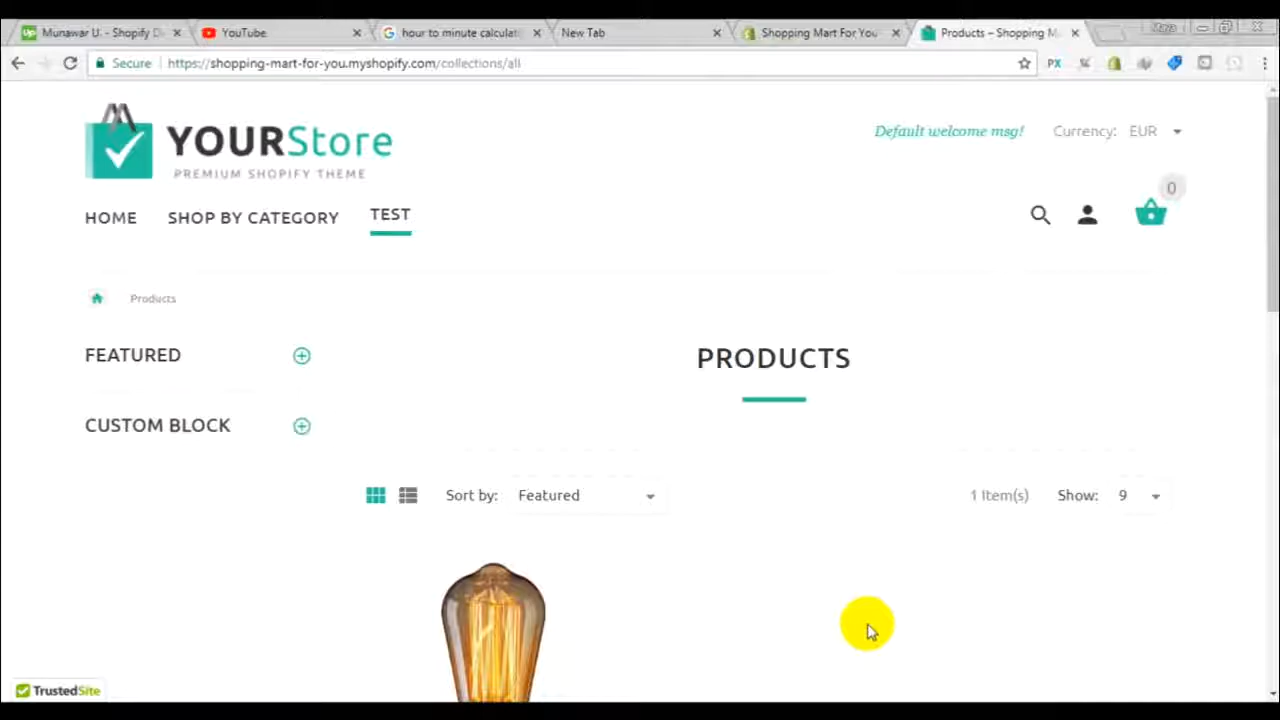 Munawar U. - Shopify D
YouTube
hour to minute calculat
New Tab
Shopping Mart For You
Products – Shopping M
Secure
https://shopping-mart-for-you.myshopify.com/collections/all
PX
YOURStore
PREMIUM SHOPIFY THEME
Default welcome msg!
Currency: EUR
0
HOME
SHOP BY CATEGORY
TEST
Products
FEATURED
PRODUCTS
CUSTOM BLOCK
Sort by: Featured
1 Item(s)
Show: 9
TrustedSite